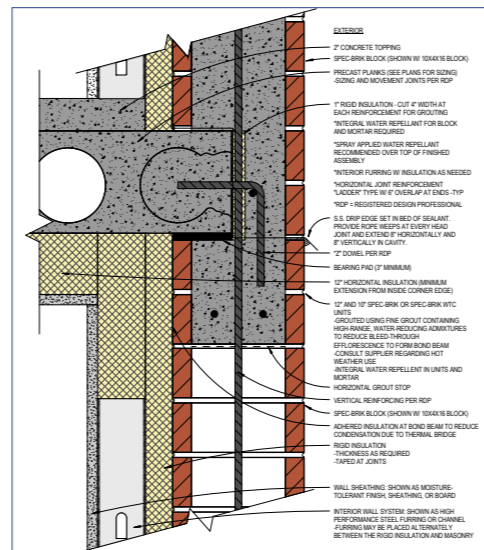 EXTERIOR
2" CONCRETE TOPPING
SPEC-BRIK BLOCK (SHOWN W/ 10X4X16 BLOCK)
PRECAST PLANKS (SEE PLANS FOR SIZING)
-SIZING AND MOVEMENT JOINTS PER RDP
1" RIGID INSULATION - CUT 4" WIDTH AT
EACH REINFORCEMENT FOR GROUTING
*INTEGRAL WATER REPELLANT FOR BLOCK
AND MORTAR REQUIRED
*SPRAY APPLIED WATER REPELLANT
RECOMMENDED OVER TOP OF FINISHED
ASSEMBLY
*INTERIOR FURRING W/ INSULATION AS NEEDED
*HORIZONTAL JOINT REINFORCEMENT
"LADDER" TYPE W/ 6" OVERLAP AT ENDS -TYP
*RDP = REGISTERED DESIGN PROFESSIONAL
S.S. DRIP EDGE SET IN BED OF SEALANT.
PROVIDE ROPE WEEPS AT EVERY HEAD
JOINT AND EXTEND 8" HORIZONTALLY AND
8" VERTICALLY IN CAVITY.
*2" DOWEL PER RDP
BEARING PAD (3" MINIMUM)
12" HORIZONTAL INSULATION (MINIMUM
EXTENSION FROM INSIDE CORNER EDGE)
12" AND 10" SPEC-BRIK OR SPEC-BRIK WTC
UNITS
-GROUTED USING FINE GROUT CONTAINING
HIGH-RANGE, WATER-REDUCING ADMIXTURES
TO REDUCE BLEED-THROUGH
EFFLORESCENCE TO FORM BOND BEAM
-CONSULT SUPPLIER REGARDING HOT
WEATHER USE
-INTEGRAL WATER REPELLENT IN UNITS AND
MORTAR
HORIZONTAL GROUT STOP
VERTICAL REINFORCING PER RDP
SPEC-BRIK BLOCK (SHOWN W/ 10X4X16 BLOCK)
ADHERED INSULATION AT BOND BEAM TO REDUCE
CONDENSATION DUE TO THERMAL BRIDGE
RIGID INSULATION
-THICKNESS AS REQUIRED
-TAPED AT JOINTS
WALL SHEATHING: SHOWN AS MOISTURE-
TOLERANT FINISH, SHEATHING, OR BOARD
INTERIOR WALL SYSTEM: SHOWN AS HIGH
PERFORMANCE STEEL FURRING OR CHANNEL
-FURRING MAY BE PLACED ALTERNATELY
BETWEEN THE RIGID INSULATION AND MASONRY